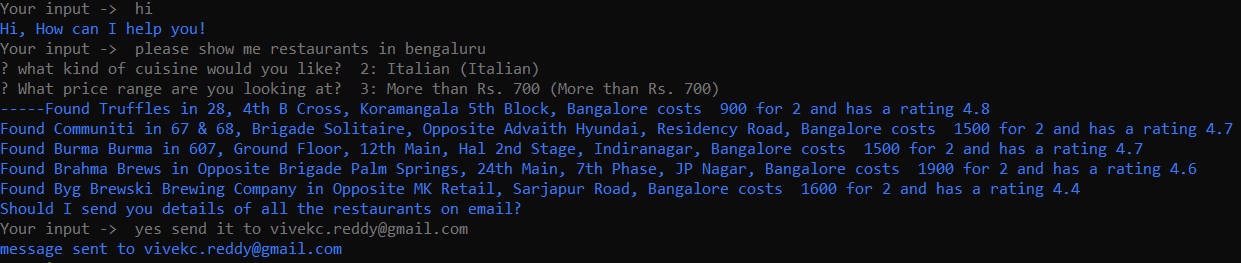 Your input ->  hi
Hi, How can I help you!
Your input ->  please show me restaurants in bengaluru
? what kind of cuisine would you like?  2: Italian (Italian)
? What price range are you looking at?  3: More than Rs. 700 (More than Rs. 700)
-----Found Truffles in 28, 4th B Cross, Koramangala 5th Block, Bangalore costs  900 for 2 and has a rating 4.8
Found Communiti in 67 & 68, Brigade Solitaire, Opposite Advaith Hyundai, Residency Road, Bangalore costs  1500 for 2 and has a rating 4.7
Found Burma Burma in 607, Ground Floor, 12th Main, Hal 2nd Stage, Indiranagar, Bangalore costs  1500 for 2 and has a rating 4.7
Found Brahma Brews in Opposite Brigade Palm Springs, 24th Main, 7th Phase, JP Nagar, Bangalore costs  1900 for 2 and has a rating 4.6
Found Byg Brewski Brewing Company in Opposite MK Retail, Sarjapur Road, Bangalore costs  1600 for 2 and has a rating 4.4
Should I send you details of all the restaurants on email?
Your input ->  yes send it to vivekc.reddy@gmail.com
message sent to vivekc.reddy@gmail.com